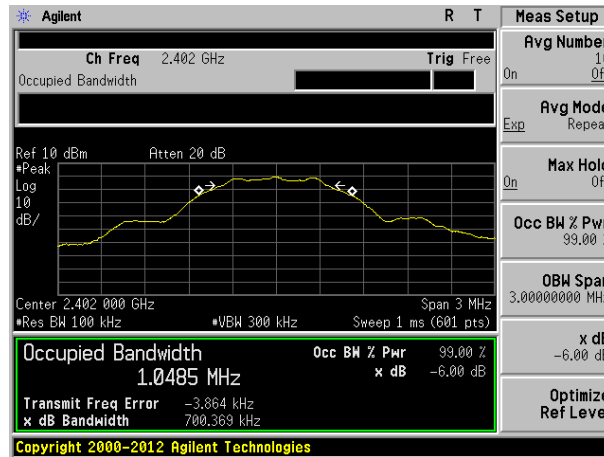 Agilent R T Meas Setup
Ch Freq 2.402 GHz Trig Free
Occupied Bandwidth
Ref 10 dBm Atten 20 dB
#Peak
Log
10
dB/
Center 2.402 000 GHz Span 3 MHz
#Res BW 100 kHz #VBW 300 kHz Sweep 1 ms (601 pts)
Occupied Bandwidth Occ BW % Pwr 99.00 %
1.0485 MHz x dB -6.00 dB
Transmit Freq Error -3.864 kHz
x dB Bandwidth 700.369 kHz
Copyright 2000-2012 Agilent Technologies
Avg Number
On
Avg Mode
Exp Repea
Max Hold
On Of
Occ BW % Pwr
99.00
OBW Span
3.00000000 MH
x dB
-6.00 dB
Optimize
Ref Leve